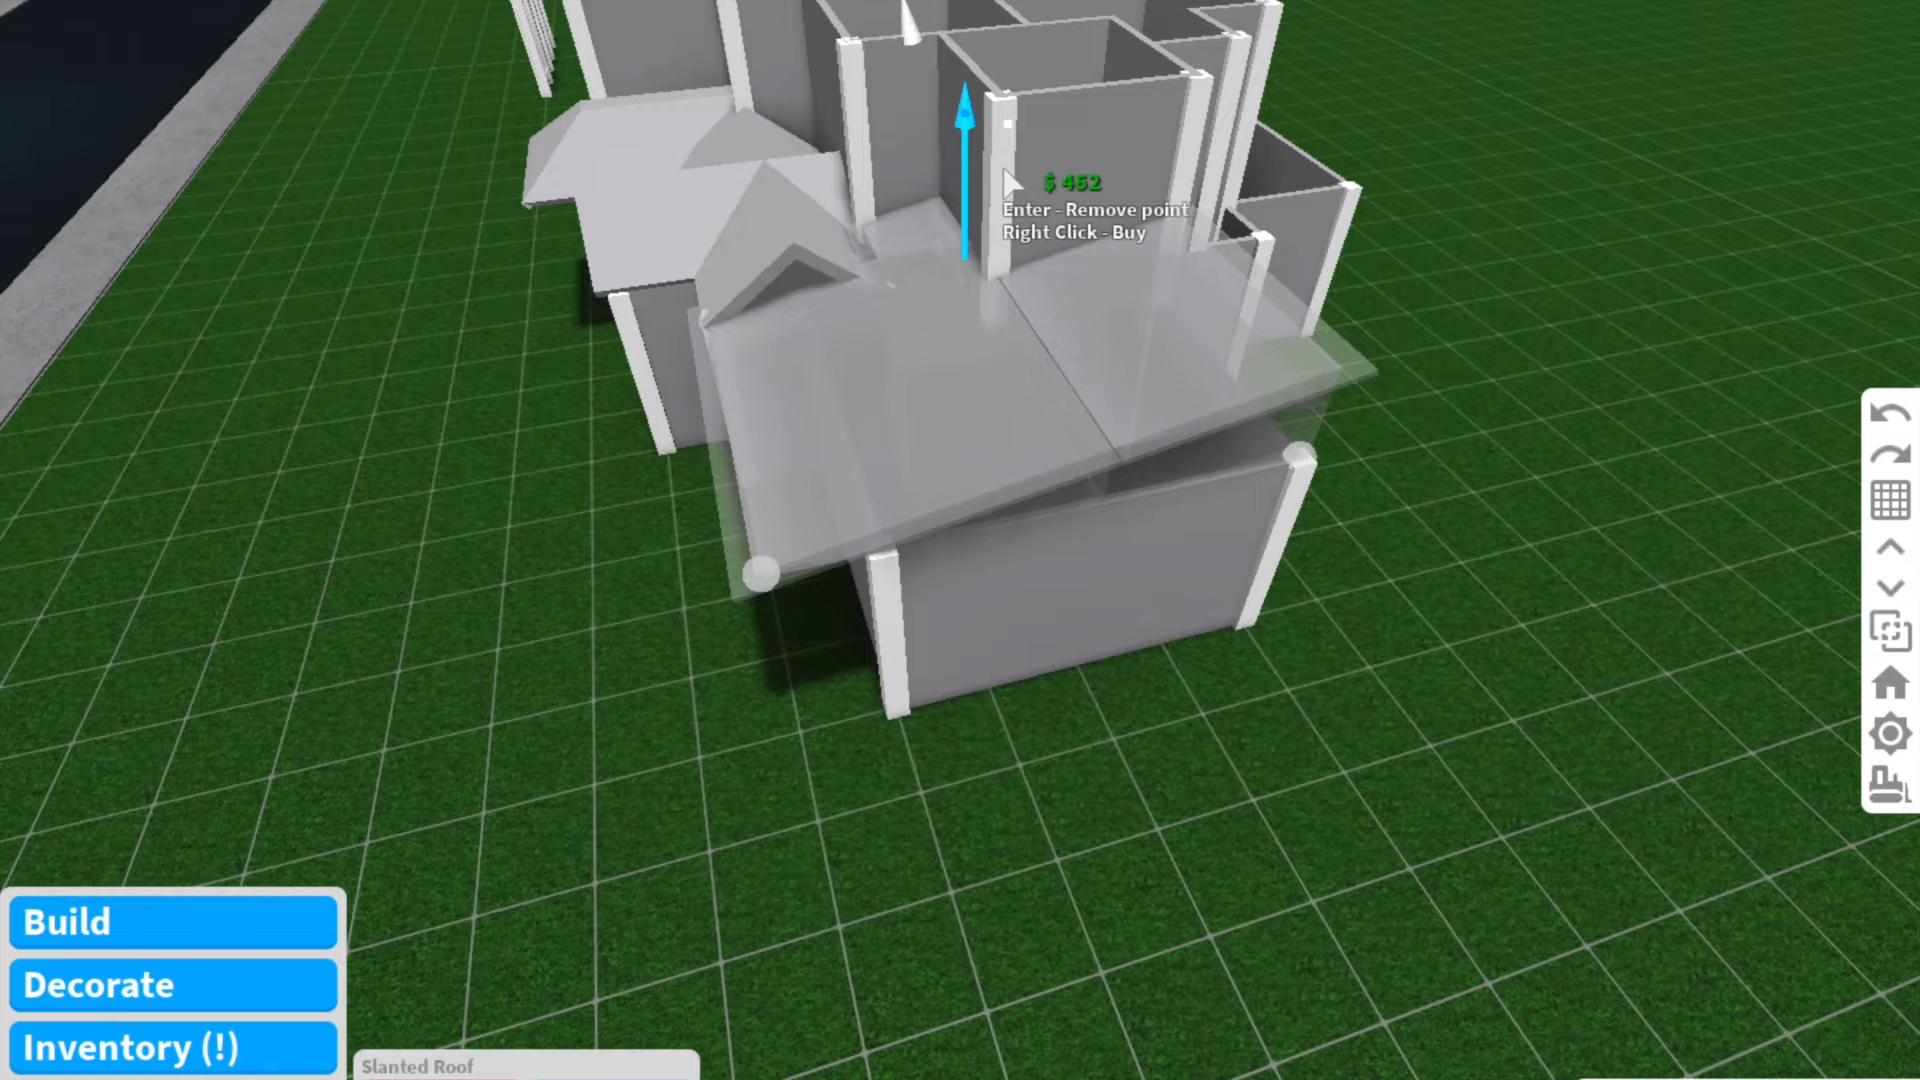 $ 452
Enter - Remove point
Right Click - Buy
Build
Decorate
Inventory (!)
Slanted Roof